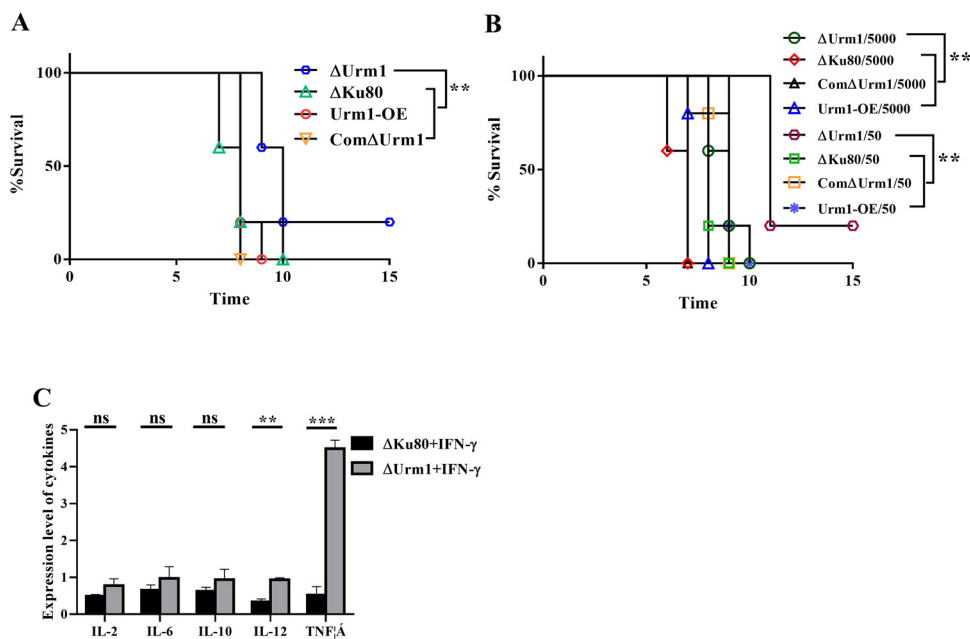 A
%Survival
100
50
0
0
5
10
15
Time
ΔUrm1
ΔKu80
Urm1-OE
ComΔUrm1
**
B
% Survival
100
50
0
0
5
10
15
Time
ΔUrm1/5000
ΔKu80/5000
ComΔUrm1/5000
Urm1-OE/5000
ΔUrm1/50
ΔKu80/50
ComΔUrm1/50
Urm1-OE/50
**
**
C
Expression level of cytokines
5
4
3
2
1
0
ns
ns
ns
**
***
IL-2
IL-6
IL-10
IL-12
TNF¦Á
ΔKu80+IFN-γ
ΔUrm1+IFN-γ